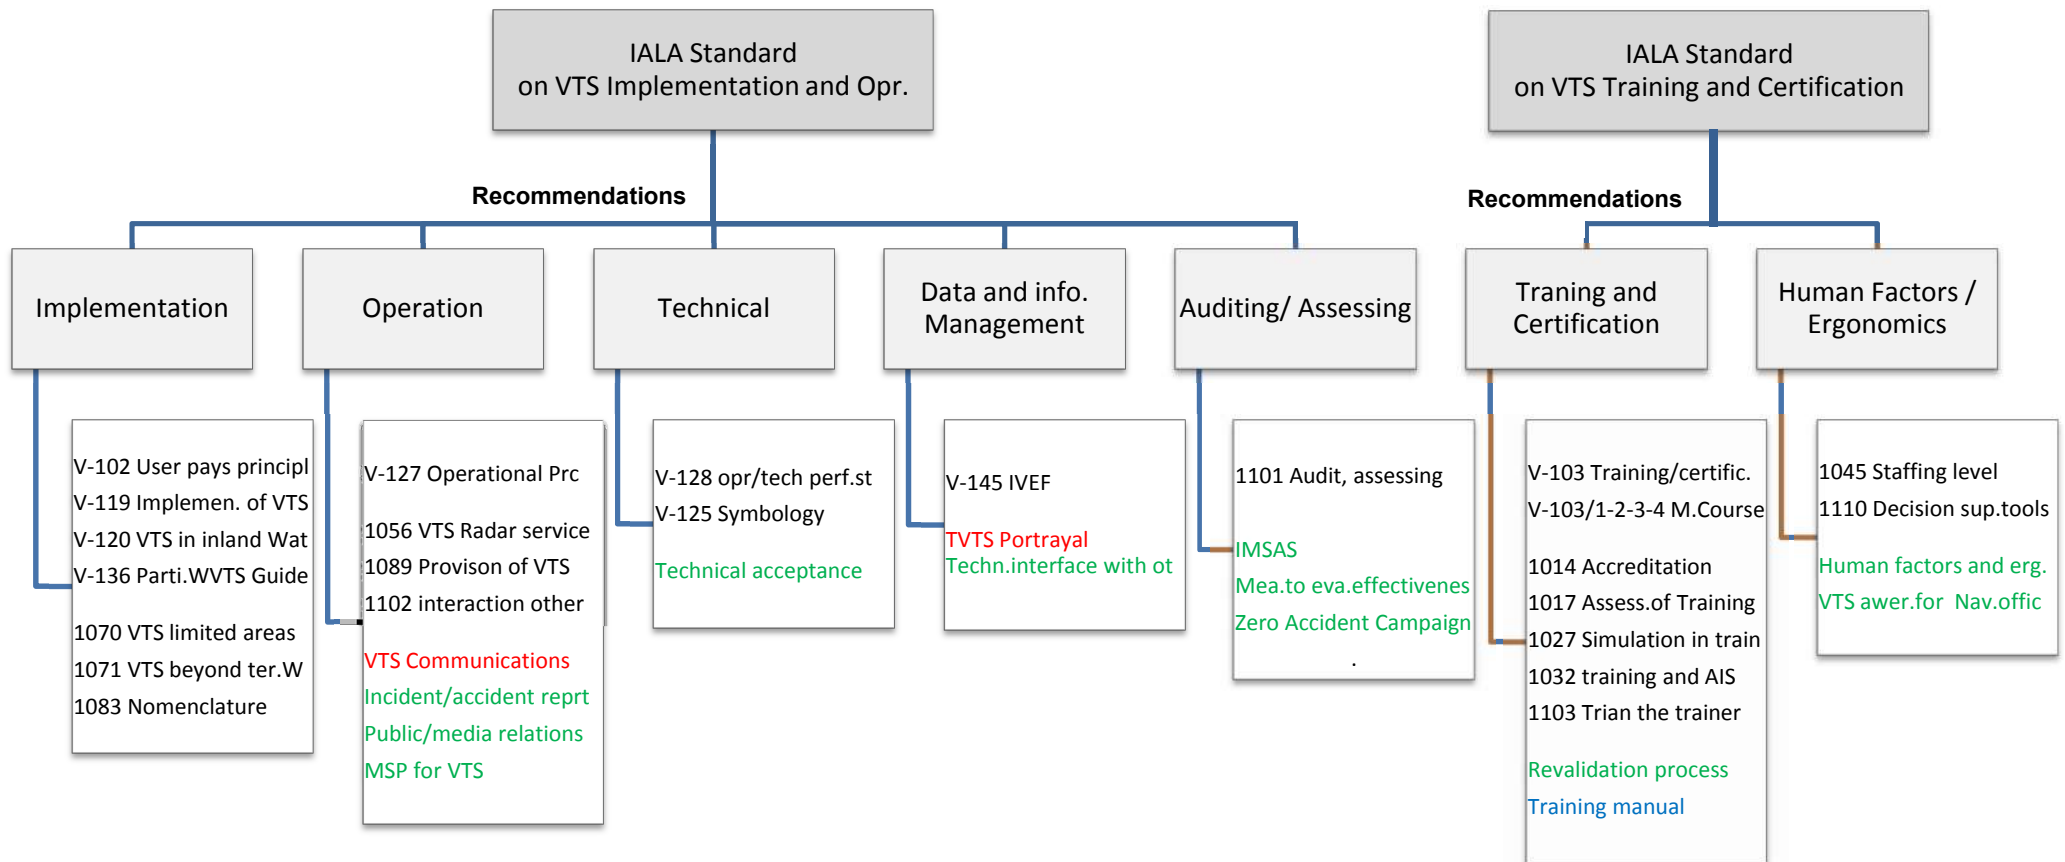 IALA Standard
on VTS Implementation and Opr.
IALA Standard
on VTS Training and Certification
Recommendations
Recommendations
Implementation
Operation
Technical
Data and info.
Management
Auditing/ Assessing
Traning and
Certification
Human Factors /
Ergonomics
V-102 User pays principl
V-119 Implemen. of VTS
V-120 VTS in inland Wat
V-136 Parti.WVTS Guide
1070 VTS limited areas
1071 VTS beyond ter.W
1083 Nomenclature
V-127 Operational Prc
1056 VTS Radar service
1089 Provison of VTS
1102 interaction other
VTS Communications
Incident/accident reprt
Public/media relations
MSP for VTS
V-128 opr/tech perf.st
V-125 Symbology
Technical acceptance
V-145 IVEF
TVTS Portrayal
Techn.interface with ot
1101 Audit, assessing
IMSAS
Mea.to eva.effectivenes
Zero Accident Campaign
.
V-103 Training/certific.
V-103/1-2-3-4 M.Course
1014 Accreditation
1017 Assess.of Training
1027 Simulation in train
1032 training and AIS
1103 Trian the trainer
Revalidation process
Training manual
1045 Staffing level
1110 Decision sup.tools
Human factors and erg.
VTS awer.for  Nav.offic